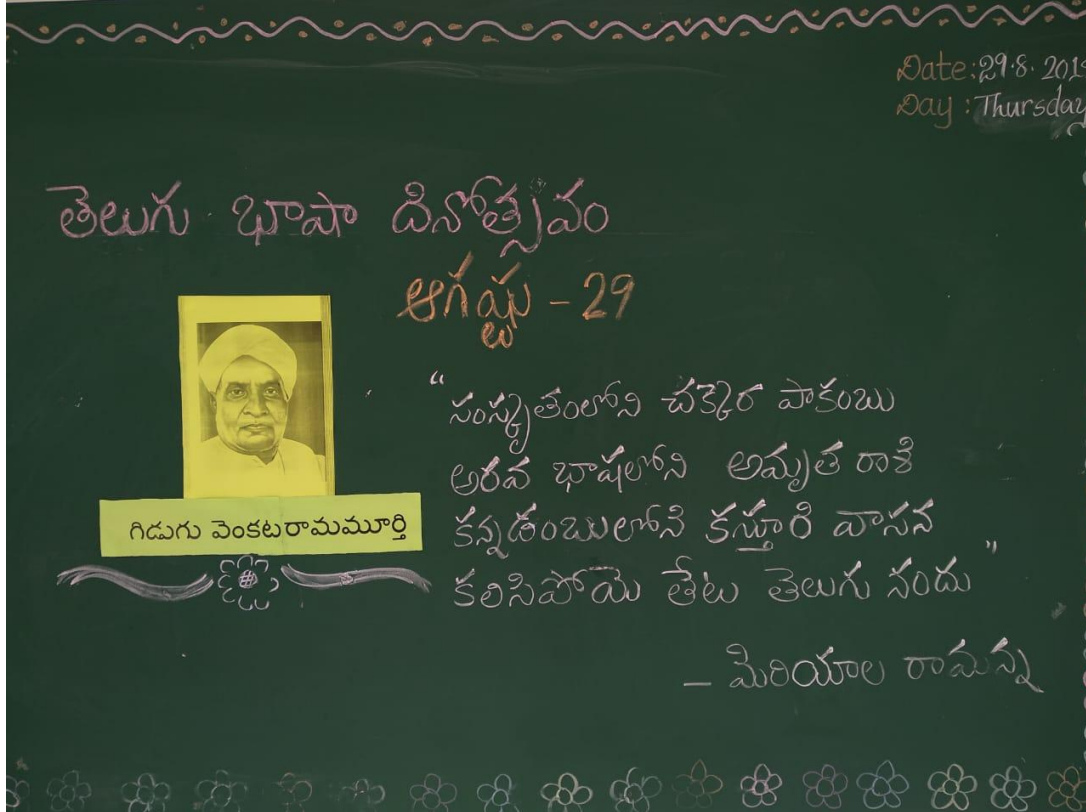 Date: 29.8.2019
Day : Thursday
తెలుగు భాషా దినోత్సవం
ఆగష్టు - 29
గిడుగు వెంకటరామమూర్తి
“సంస్కృతంలోని చక్కెర పాకంబు
అరవ భాషలోని అమృత రాశి
కన్నడంబులోని కస్తూరి వాసన
కలిసిపోయె తేట తెలుగు నందు”
- మిరియాల రామన్న